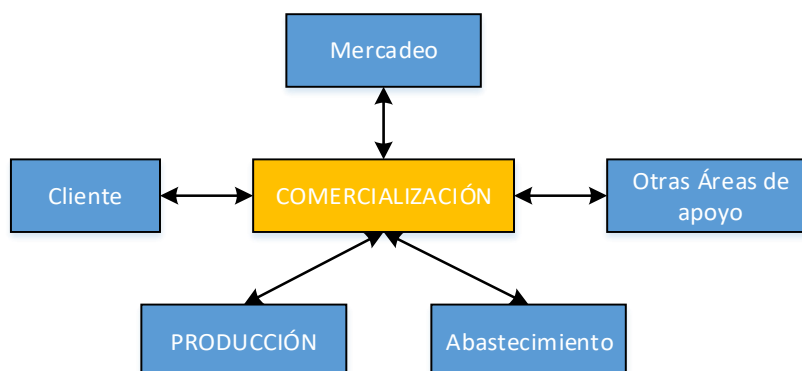 Mercadeo
Cliente
COMERCIALIZACIÓN
Otras Áreas de
apoyo
PRODUCCIÓN
Abastecimiento